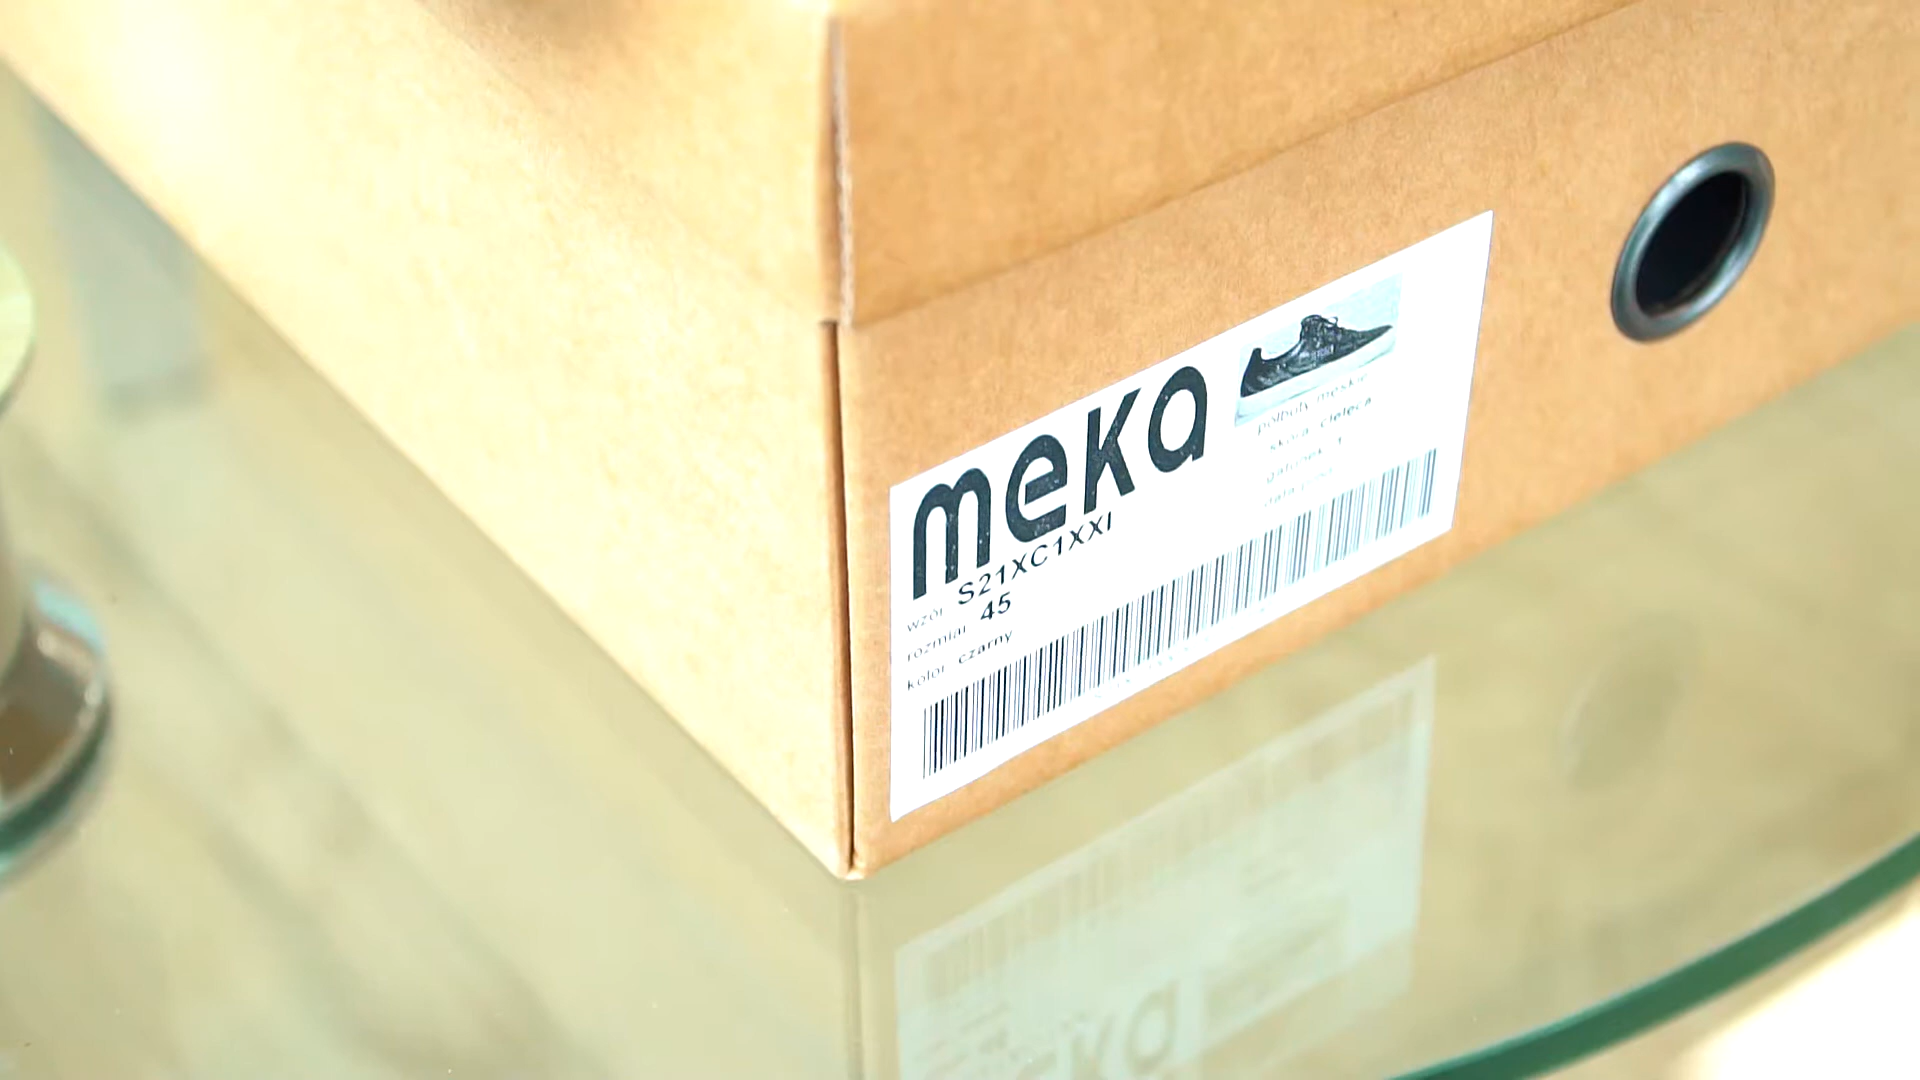 meka
wzór S21XC1XXI
rozmiar 45
kolor czarny
półbuty męskie
skóra cielęca
gatunek 1